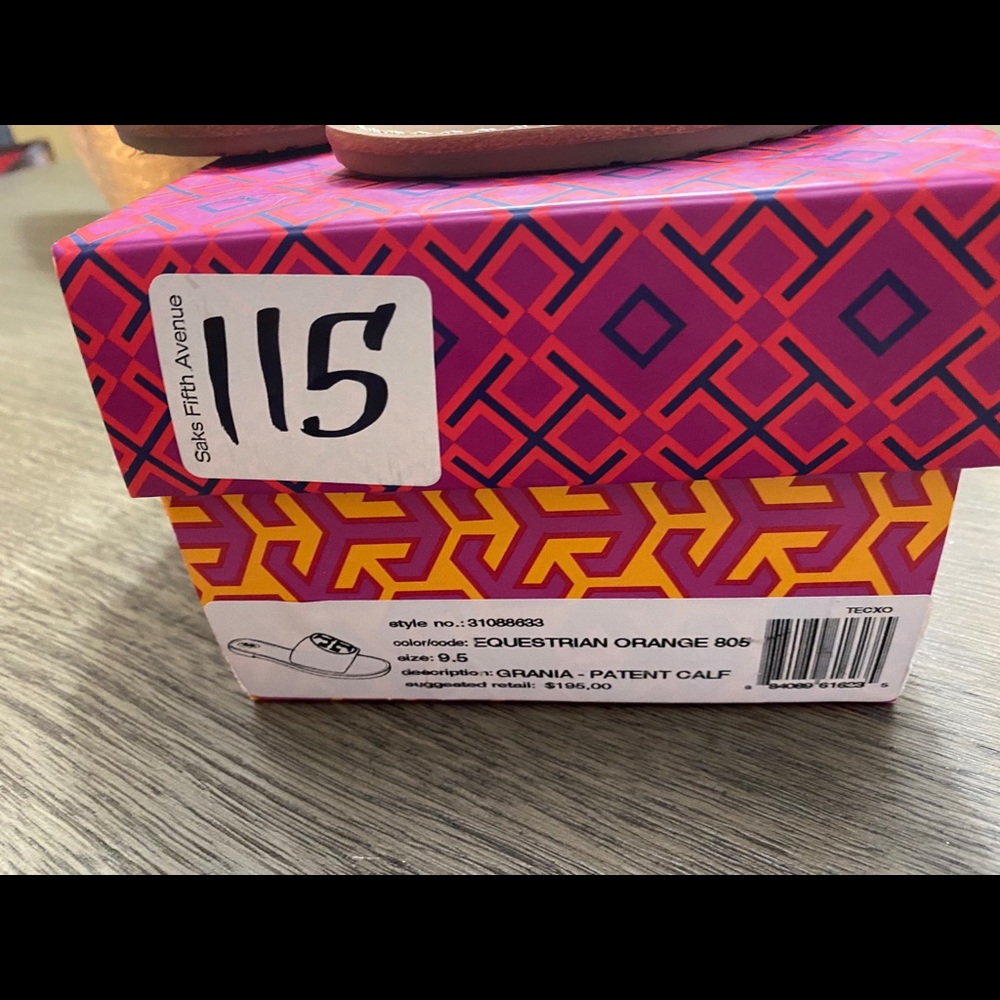 Saks Fifth Avenue
115
TECXO
style no.: 31088633
color/code: EQUESTRIAN ORANGE 805
size: 9.5
description: GRANIA - PATENT CALF
suggested retail: $195,00